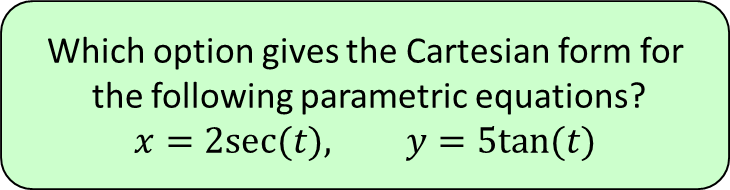 Which option gives the Cartesian form for
the following parametric equations?
𝑥 = 2sec(𝑡), 𝑦 = 5tan(𝑡)